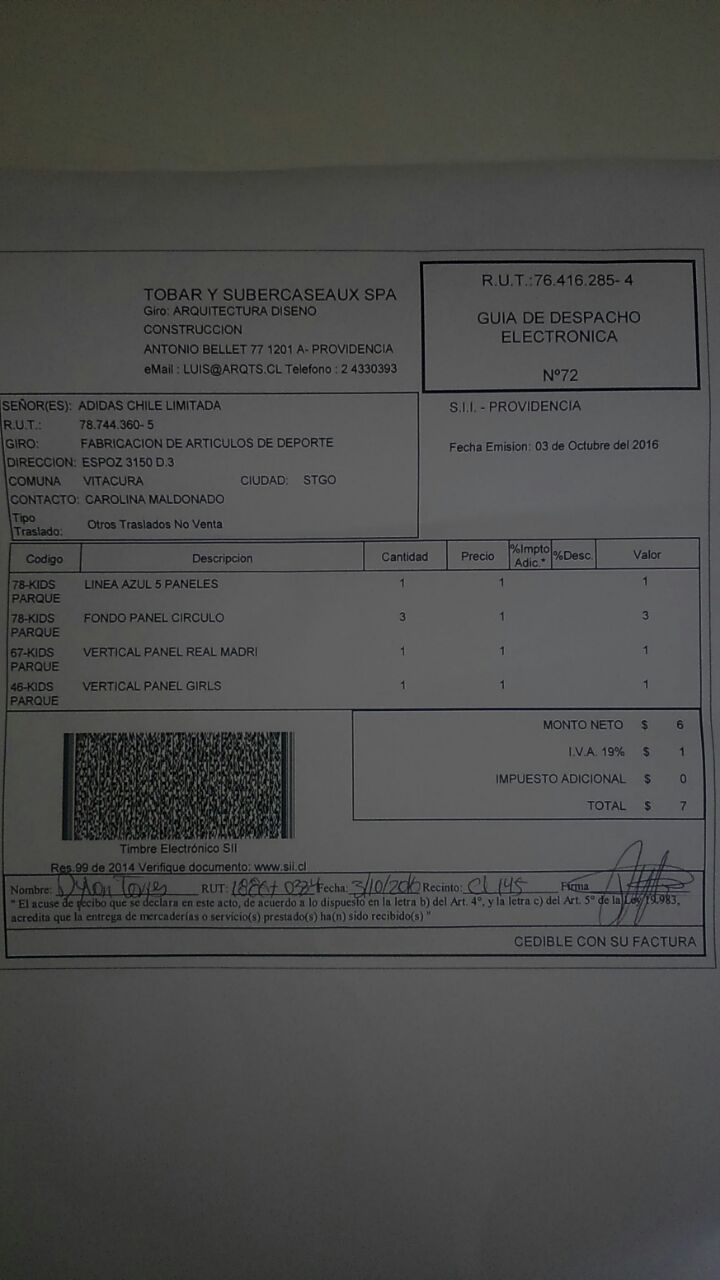 TOBAR Y SUBERCASEAUX SPA
Giro: ARQUITECTURA DISENO
CONSTRUCCION
ANTONIO BELLET 77 1201 A- PROVIDENCIA
eMail : LUIS@ARQTS.CL Telefono : 2 4330393
R.U.T.:76.416.285- 4
GUIA DE DESPACHO
ELECTRONICA
Nº72
S.I.I. - PROVIDENCIA
Fecha Emision: 03 de Octubre del 2016
SEÑOR(ES): ADIDAS CHILE LIMITADA
R.U.T.: 78.744.360- 5
GIRO: FABRICACION DE ARTICULOS DE DEPORTE
DIRECCION: ESPOZ 3150 D.3
COMUNA VITACURA CIUDAD: STGO
CONTACTO: CAROLINA MALDONADO
Tipo
Traslado: Otros Traslados No Venta
Codigo Descripcion Cantidad Precio %Impto Adic.* %Desc. Valor
78-KIDS LINEA AZUL 5 PANELES 1 1 1
PARQUE
78-KIDS FONDO PANEL CIRCULO 3 1 3
PARQUE
67-KIDS VERTICAL PANEL REAL MADRI 1 1 1
PARQUE
46-KIDS VERTICAL PANEL GIRLS 1 1 1
PARQUE
MONTO NETO $ 6
I.V.A. 19% $ 1
IMPUESTO ADICIONAL $ 0
TOTAL $ 7
Timbre Electrónico SII
Res.99 de 2014 Verifique documento: www.sii.cl
Nombre: Torres RUT: Fecha: 3/10/2016 Recinto: CL 145 Firma
" El acuse de recibo que se declara en este acto, de acuerdo a lo dispuesto en la letra b) del Art. 4º, y la letra c) del Art. 5º de la Ley 19.983,
acredita que la entrega de mercaderías o servicio(s) prestado(s) ha(n) sido recibido(s) "
CEDIBLE CON SU FACTURA